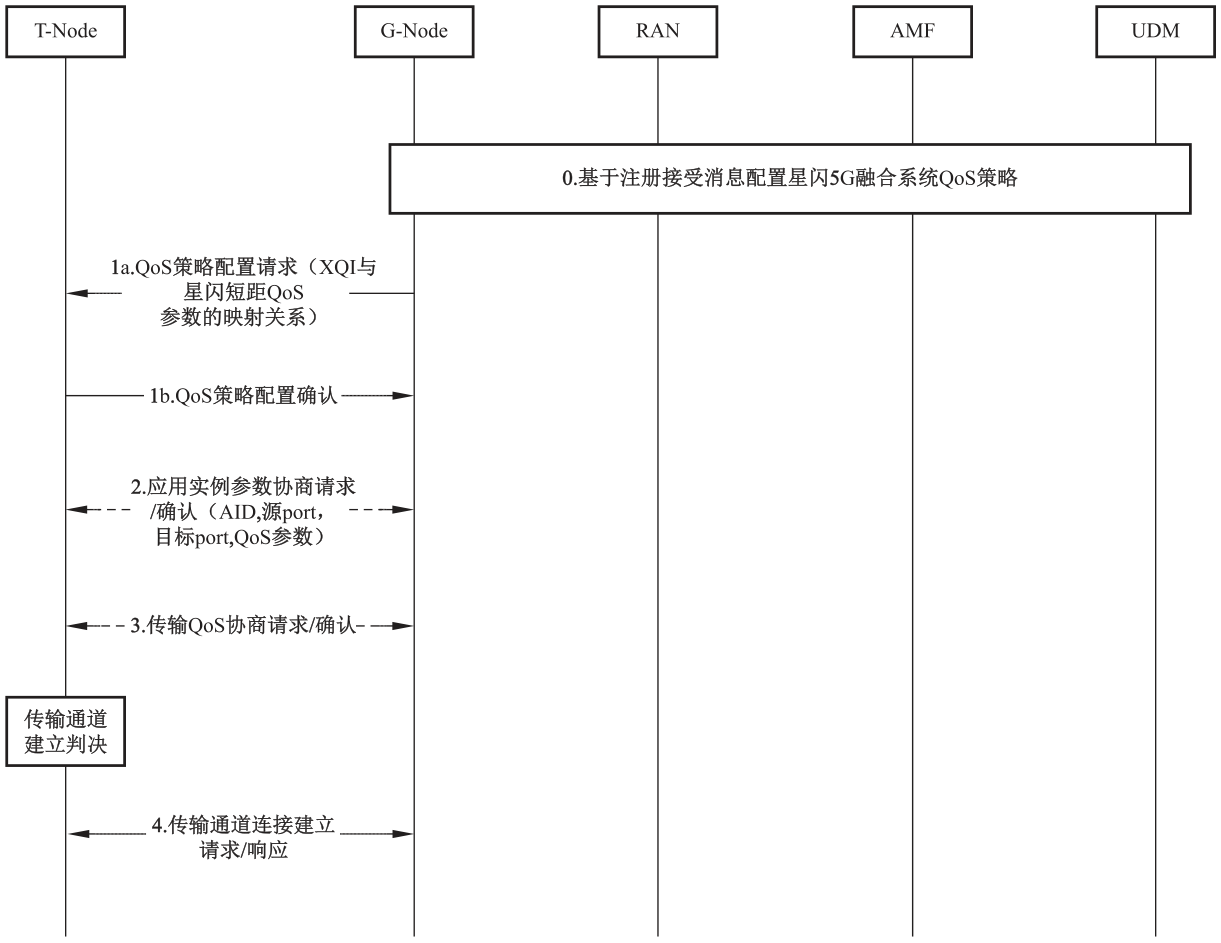 T-Node
G-Node
RAN
AMF
UDM
0.基于注册接受消息配置星闪5G融合系统QoS策略
1a.QoS策略配置请求（XQI与
星闪短距QoS
参数的映射关系）
1b.QoS策略配置确认
2.应用实例参数协商请求
/确认（AID,源port，
目标port,QoS参数）
3.传输QoS协商请求/确认
传输通道
建立判决
4.传输通道连接建立
请求/响应